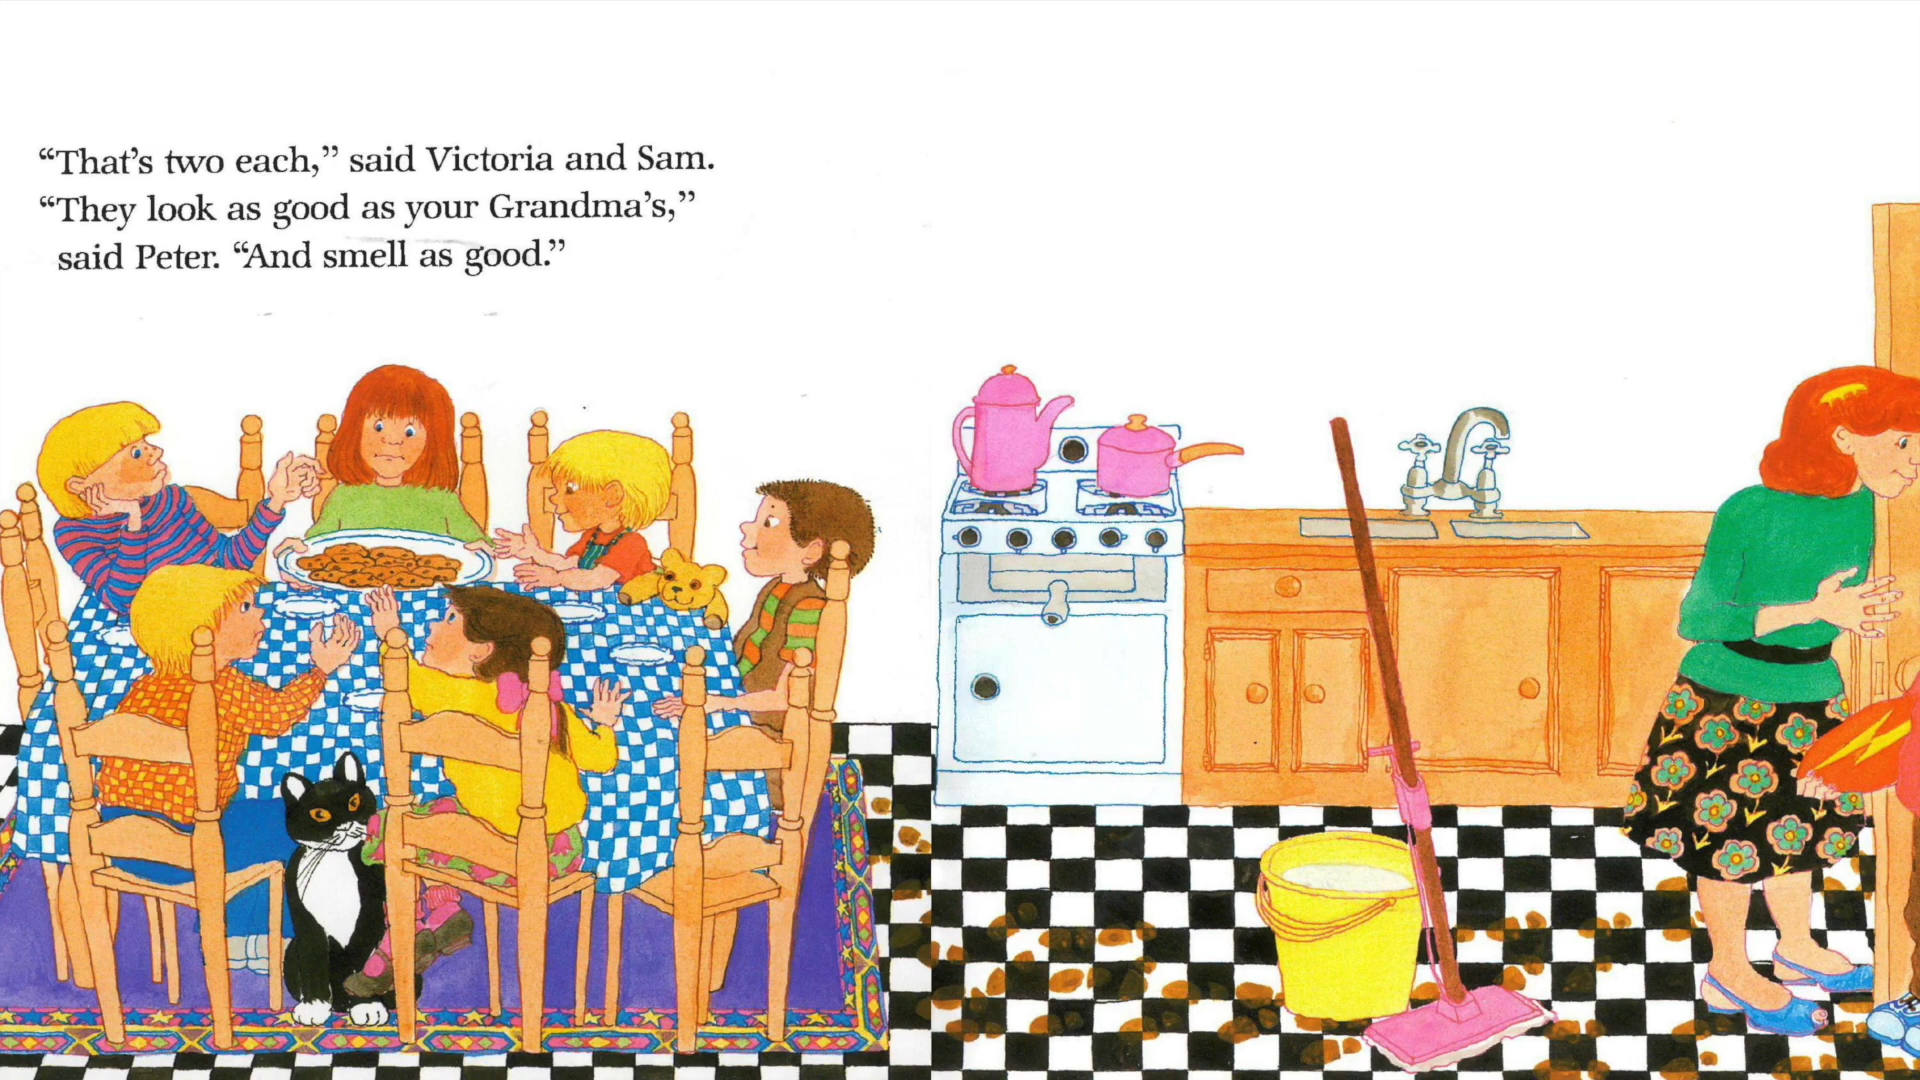 “That’s two each,” said Victoria and Sam.
“They look as good as your Grandma’s,”
said Peter. “And smell as good.”